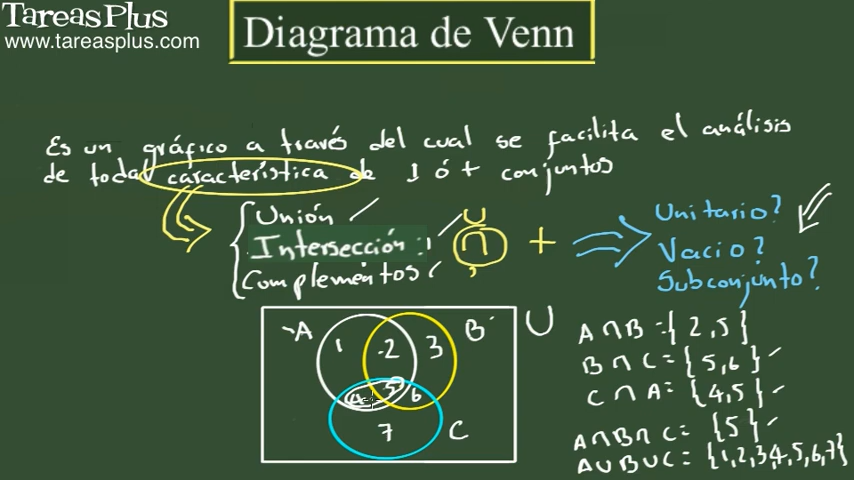 TareasPlus
www.tareasplus.com
Diagrama de Venn
Es un gráfico a través del cual se facilita el análisis
de toda característica de 1 ó + conjuntos
Unión
Intersección: ∪ ∩ +
Complementos
Unitario?
Vacio?
Subconjunto?
A B U
1 2 3
4 5 6
7 C
A ∩ B = {2,5}
B ∩ C = {5,6}
C ∩ A = {4,5}
A ∩ B ∩ C = {5}
A ∪ B ∪ C = {1,2,3,4,5,6,7}